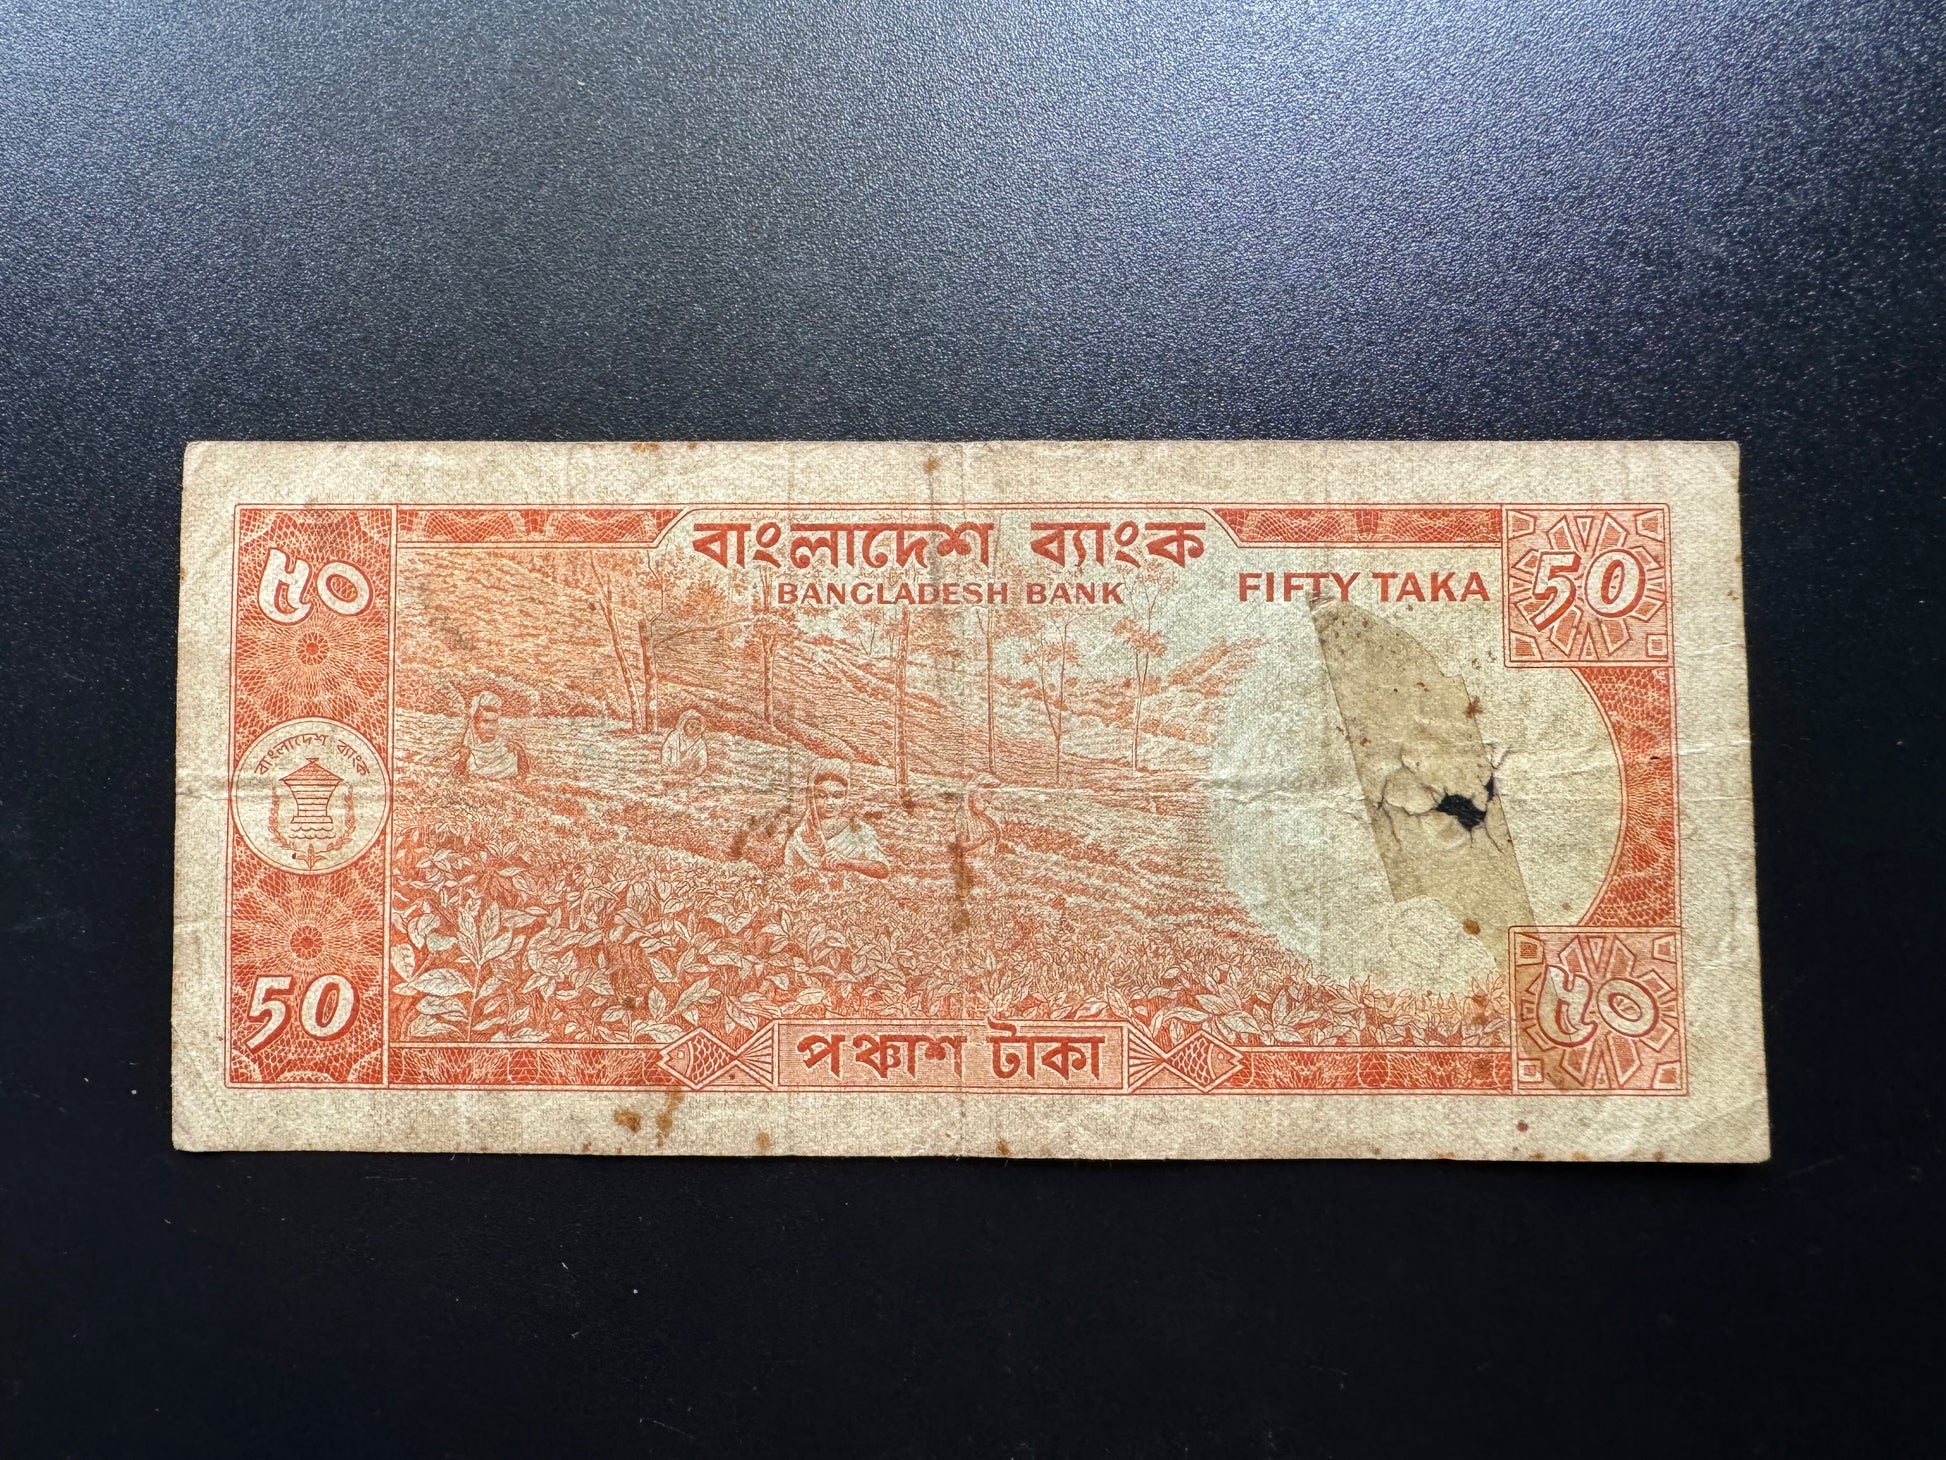 বাংলাদেশ ব্যাংক
BANGLADESH BANK
FIFTY TAKA
৫০
50
বাংলাদেশ ব্যাংক
50
৫০
পঞ্চাশ টাকা